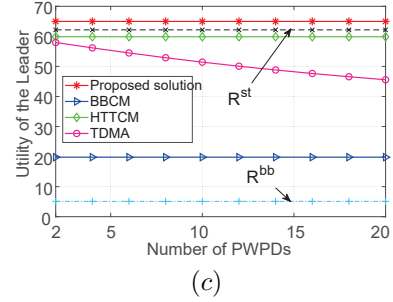 70
60
50
40
30
20
10
0
Utility of the Leader
Proposed solution
BBCM
HTTCM
TDMA
R^st
R^bb
2 5 10 15 20
Number of PWPDs
(c)